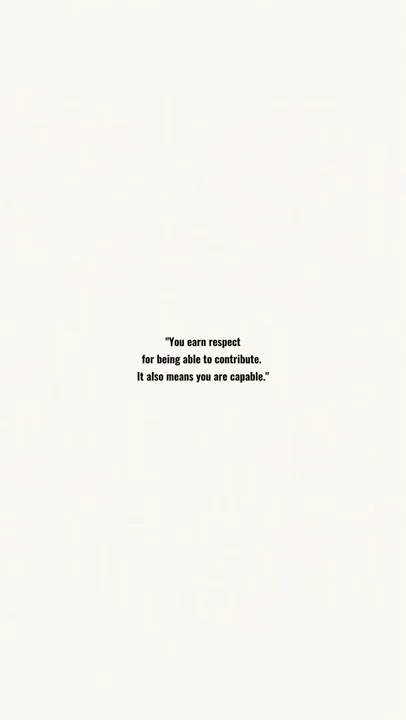 "You earn respect
for being able to contribute.
It also means you are capable."